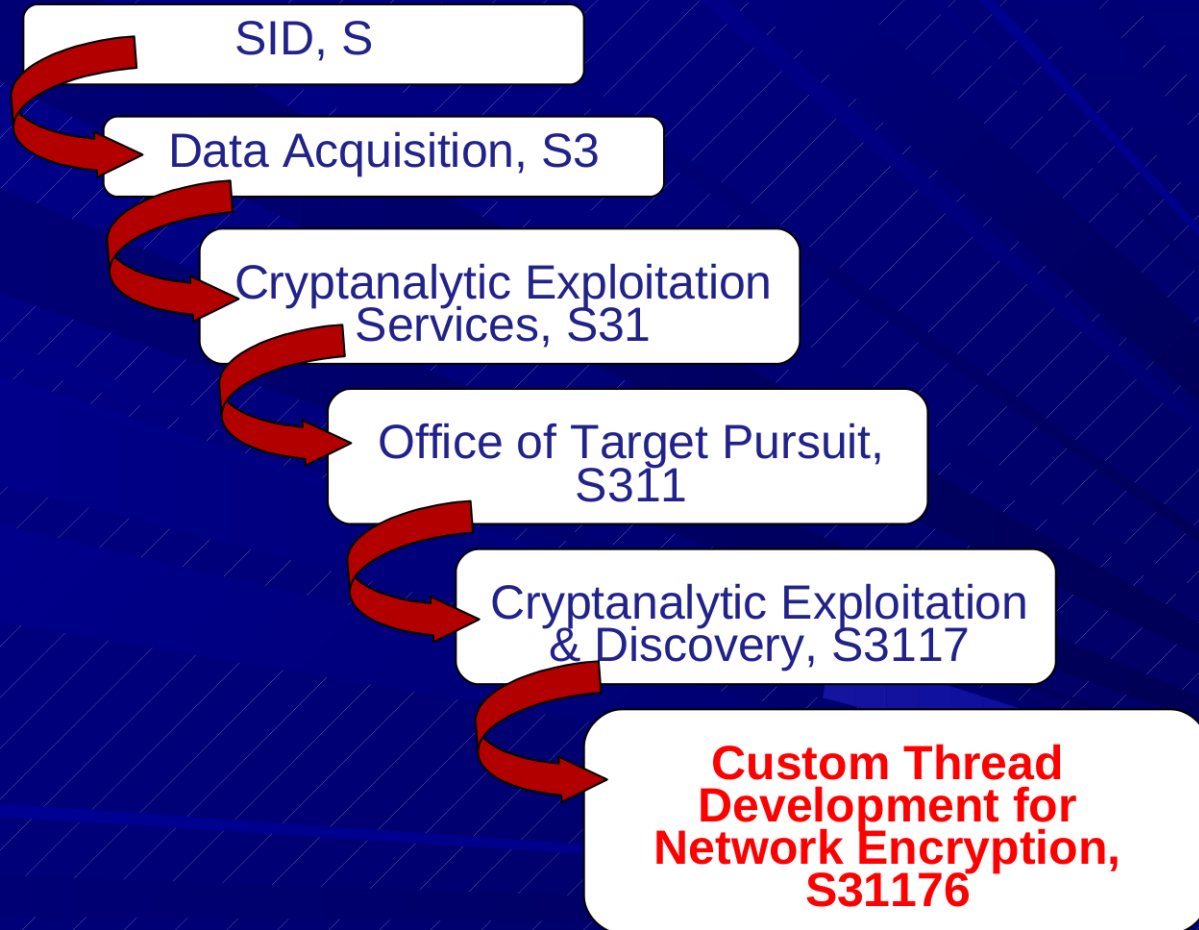 SID, S
Data Acquisition, S3
Cryptanalytic Exploitation
Services, S31
Office of Target Pursuit,
S311
Cryptanalytic Exploitation
& Discovery, S3117
Custom Thread
Development for
Network Encryption,
S31176